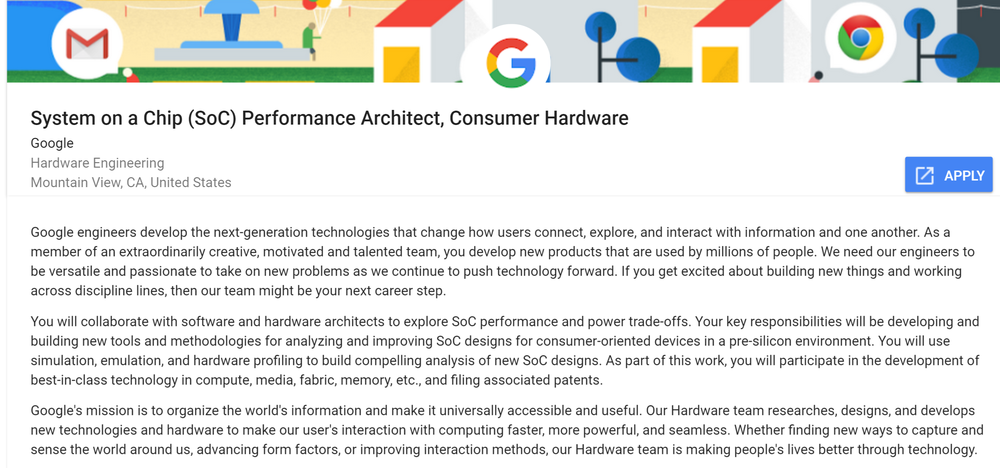 System on a Chip (SoC) Performance Architect, Consumer Hardware
Google
Hardware Engineering
Mountain View, CA, United States
APPLY
Google engineers develop the next-generation technologies that change how users connect, explore, and interact with information and one another. As a
member of an extraordinarily creative, motivated and talented team, you develop new products that are used by millions of people. We need our engineers to
be versatile and passionate to take on new problems as we continue to push technology forward. If you get excited about building new things and working
across discipline lines, then our team might be your next career step.
You will collaborate with software and hardware architects to explore SoC performance and power trade-offs. Your key responsibilities will be developing and
building new tools and methodologies for analyzing and improving SoC designs for consumer-oriented devices in a pre-silicon environment. You will use
simulation, emulation, and hardware profiling to build compelling analysis of new SoC designs. As part of this work, you will participate in the development of
best-in-class technology in compute, media, fabric, memory, etc., and filing associated patents.
Google's mission is to organize the world's information and make it universally accessible and useful. Our Hardware team researches, designs, and develops
new technologies and hardware to make our user's interaction with computing faster, more powerful, and seamless. Whether finding new ways to capture and
sense the world around us, advancing form factors, or improving interaction methods, our Hardware team is making people's lives better through technology.